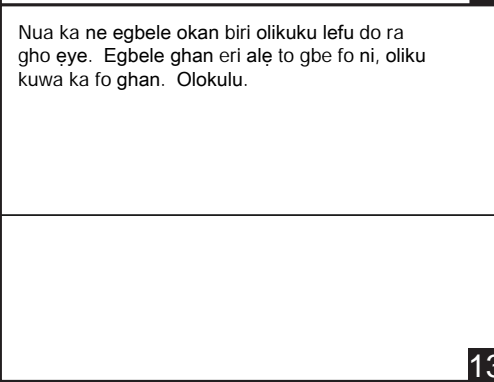 Nua ka ne egbele okan biri olikuku lefu do ra
gho ẹye.  Egbele ghan eri alẹ to gbe fo ni, oliku
kuwa ka fo ghan.  Olokulu.
13